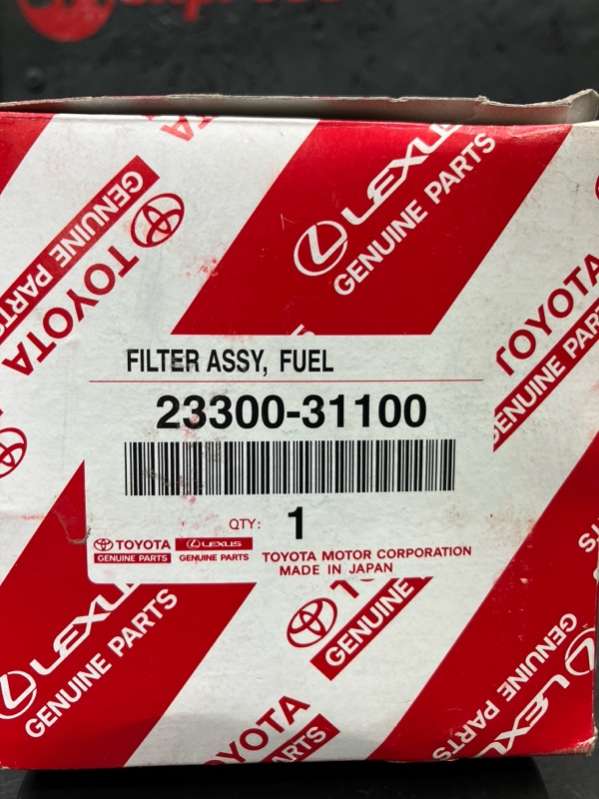 LEXUS
GENUINE PARTS
TOYOTA
GENUINE PARTS
TOYOTA
GENUINE PARTS
FILTER ASSY, FUEL
23300-31100
QTY: 1
TOYOTA
GENUINE PARTS
LEXUS
GENUINE PARTS
TOYOTA MOTOR CORPORATION
MADE IN JAPAN
LEXUS
GENUINE PARTS
TOYOTA
GENUINE PARTS
LEXUS
GENUINE PARTS